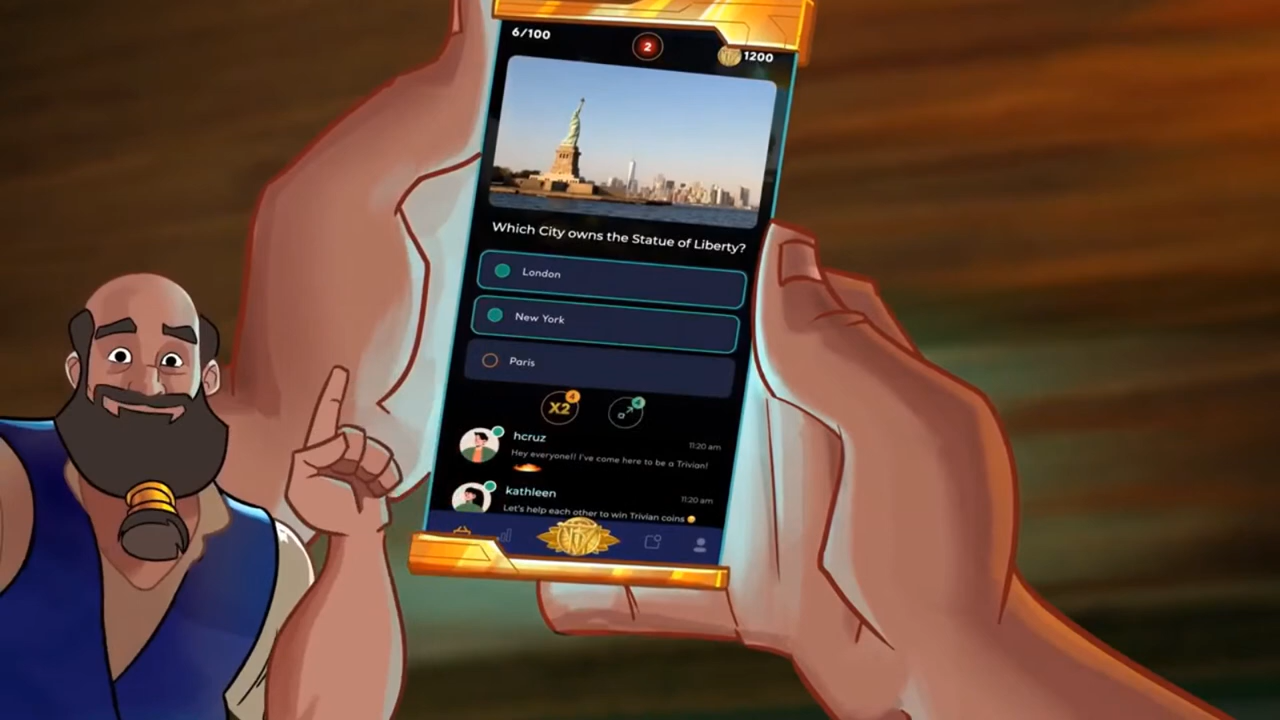 6/100
2
1200
Which City owns the Statue of Liberty?
London
New York
Paris
X2
4
4
hcruz
11:20 am
Hey everyone!! I've come here to be a Trivian!
kathleen
11:20 am
Let's help each other to win Trivian coins